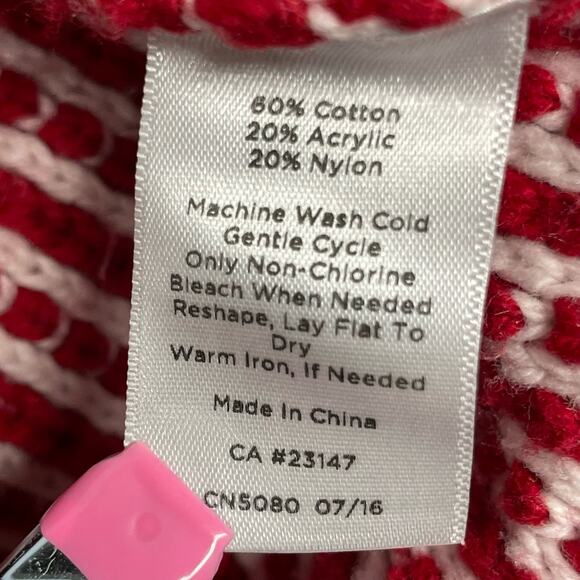 60% Cotton
20% Acrylic
20% Nylon
Machine Wash Cold
Gentle Cycle
Only Non-Chlorine
Bleach When Needed
Reshape, Lay Flat To
Dry
Warm Iron, If Needed
Made In China
CA #23147
CN5080 07/16